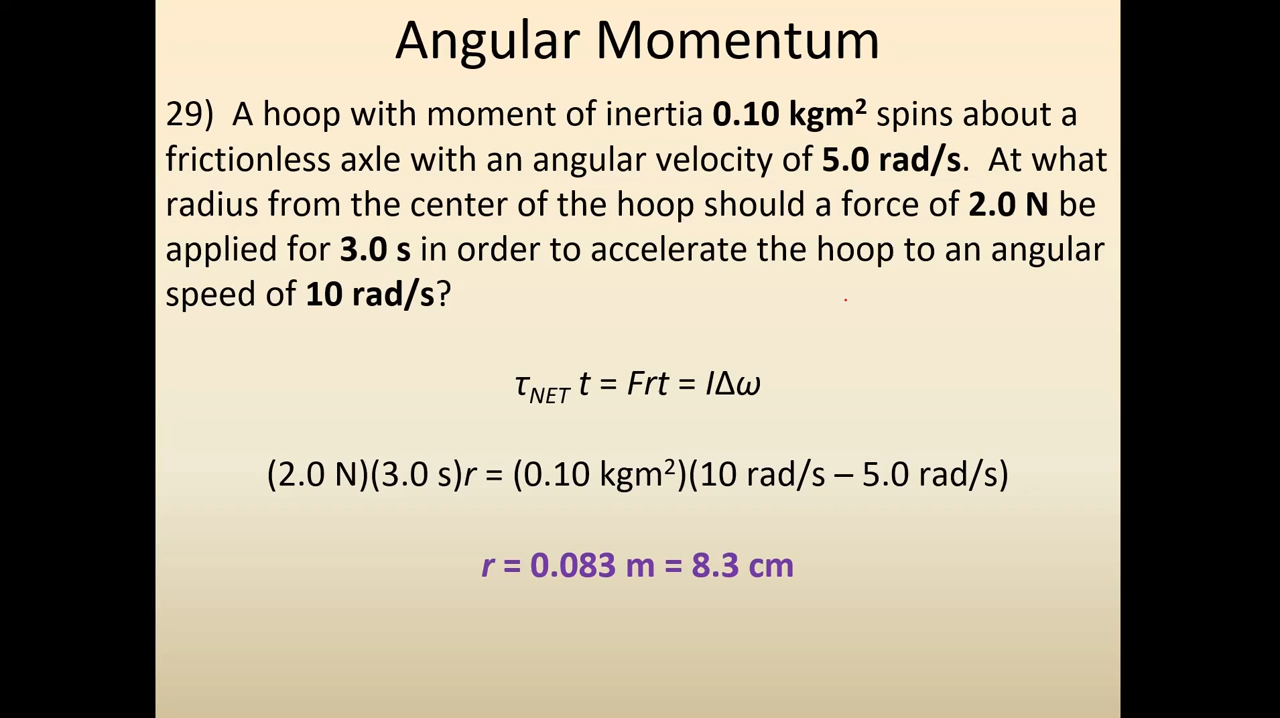 Angular Momentum
29)  A hoop with moment of inertia 0.10 kgm² spins about a
frictionless axle with an angular velocity of 5.0 rad/s.  At what
radius from the center of the hoop should a force of 2.0 N be
applied for 3.0 s in order to accelerate the hoop to an angular
speed of 10 rad/s?
τNET t = Frt = IΔω
(2.0 N)(3.0 s)r = (0.10 kgm²)(10 rad/s – 5.0 rad/s)
r = 0.083 m = 8.3 cm